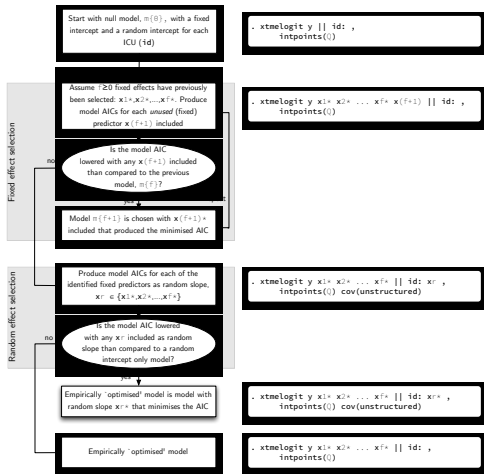 Start with null model, m{0}, with a fixed
intercept and a random intercept for each
ICU (id)
. xtmelogit y || id: ,
intpoints(Q)
Fixed effect selection
Assume f≥0 fixed effects have previously
been selected: x1*,x2*,...,xf*. Produce
model AICs for each unused (fixed)
predictor x(f+1) included
. xtmelogit y x1* x2* ... xf* x(f+1) || id: ,
intpoints(Q)
no
Is the model AIC
lowered with any x(f+1) included
than compared to the previous
model, m{f}?
yes
Model m{f+1} is chosen with x(f+1)*
included that produced the minimised AIC
Random effect selection
Produce model AICs for each of the
identified fixed predictors as random slope,
xr ∈ {x1*,x2*,...,xf*}
. xtmelogit y x1* x2* ... xf* || id: xr ,
intpoints(Q) cov(unstructured)
no
Is the model AIC lowered
with any xr included as random
slope than compared to a random
intercept only model?
yes
Empirically `optimised' model is model with
random slope xr* that minimises the AIC
. xtmelogit y x1* x2* ... xf* || id: xr* ,
intpoints(Q) cov(unstructured)
Empirically `optimised' model
. xtmelogit y x1* x2* ... xf* || id: ,
intpoints(Q)